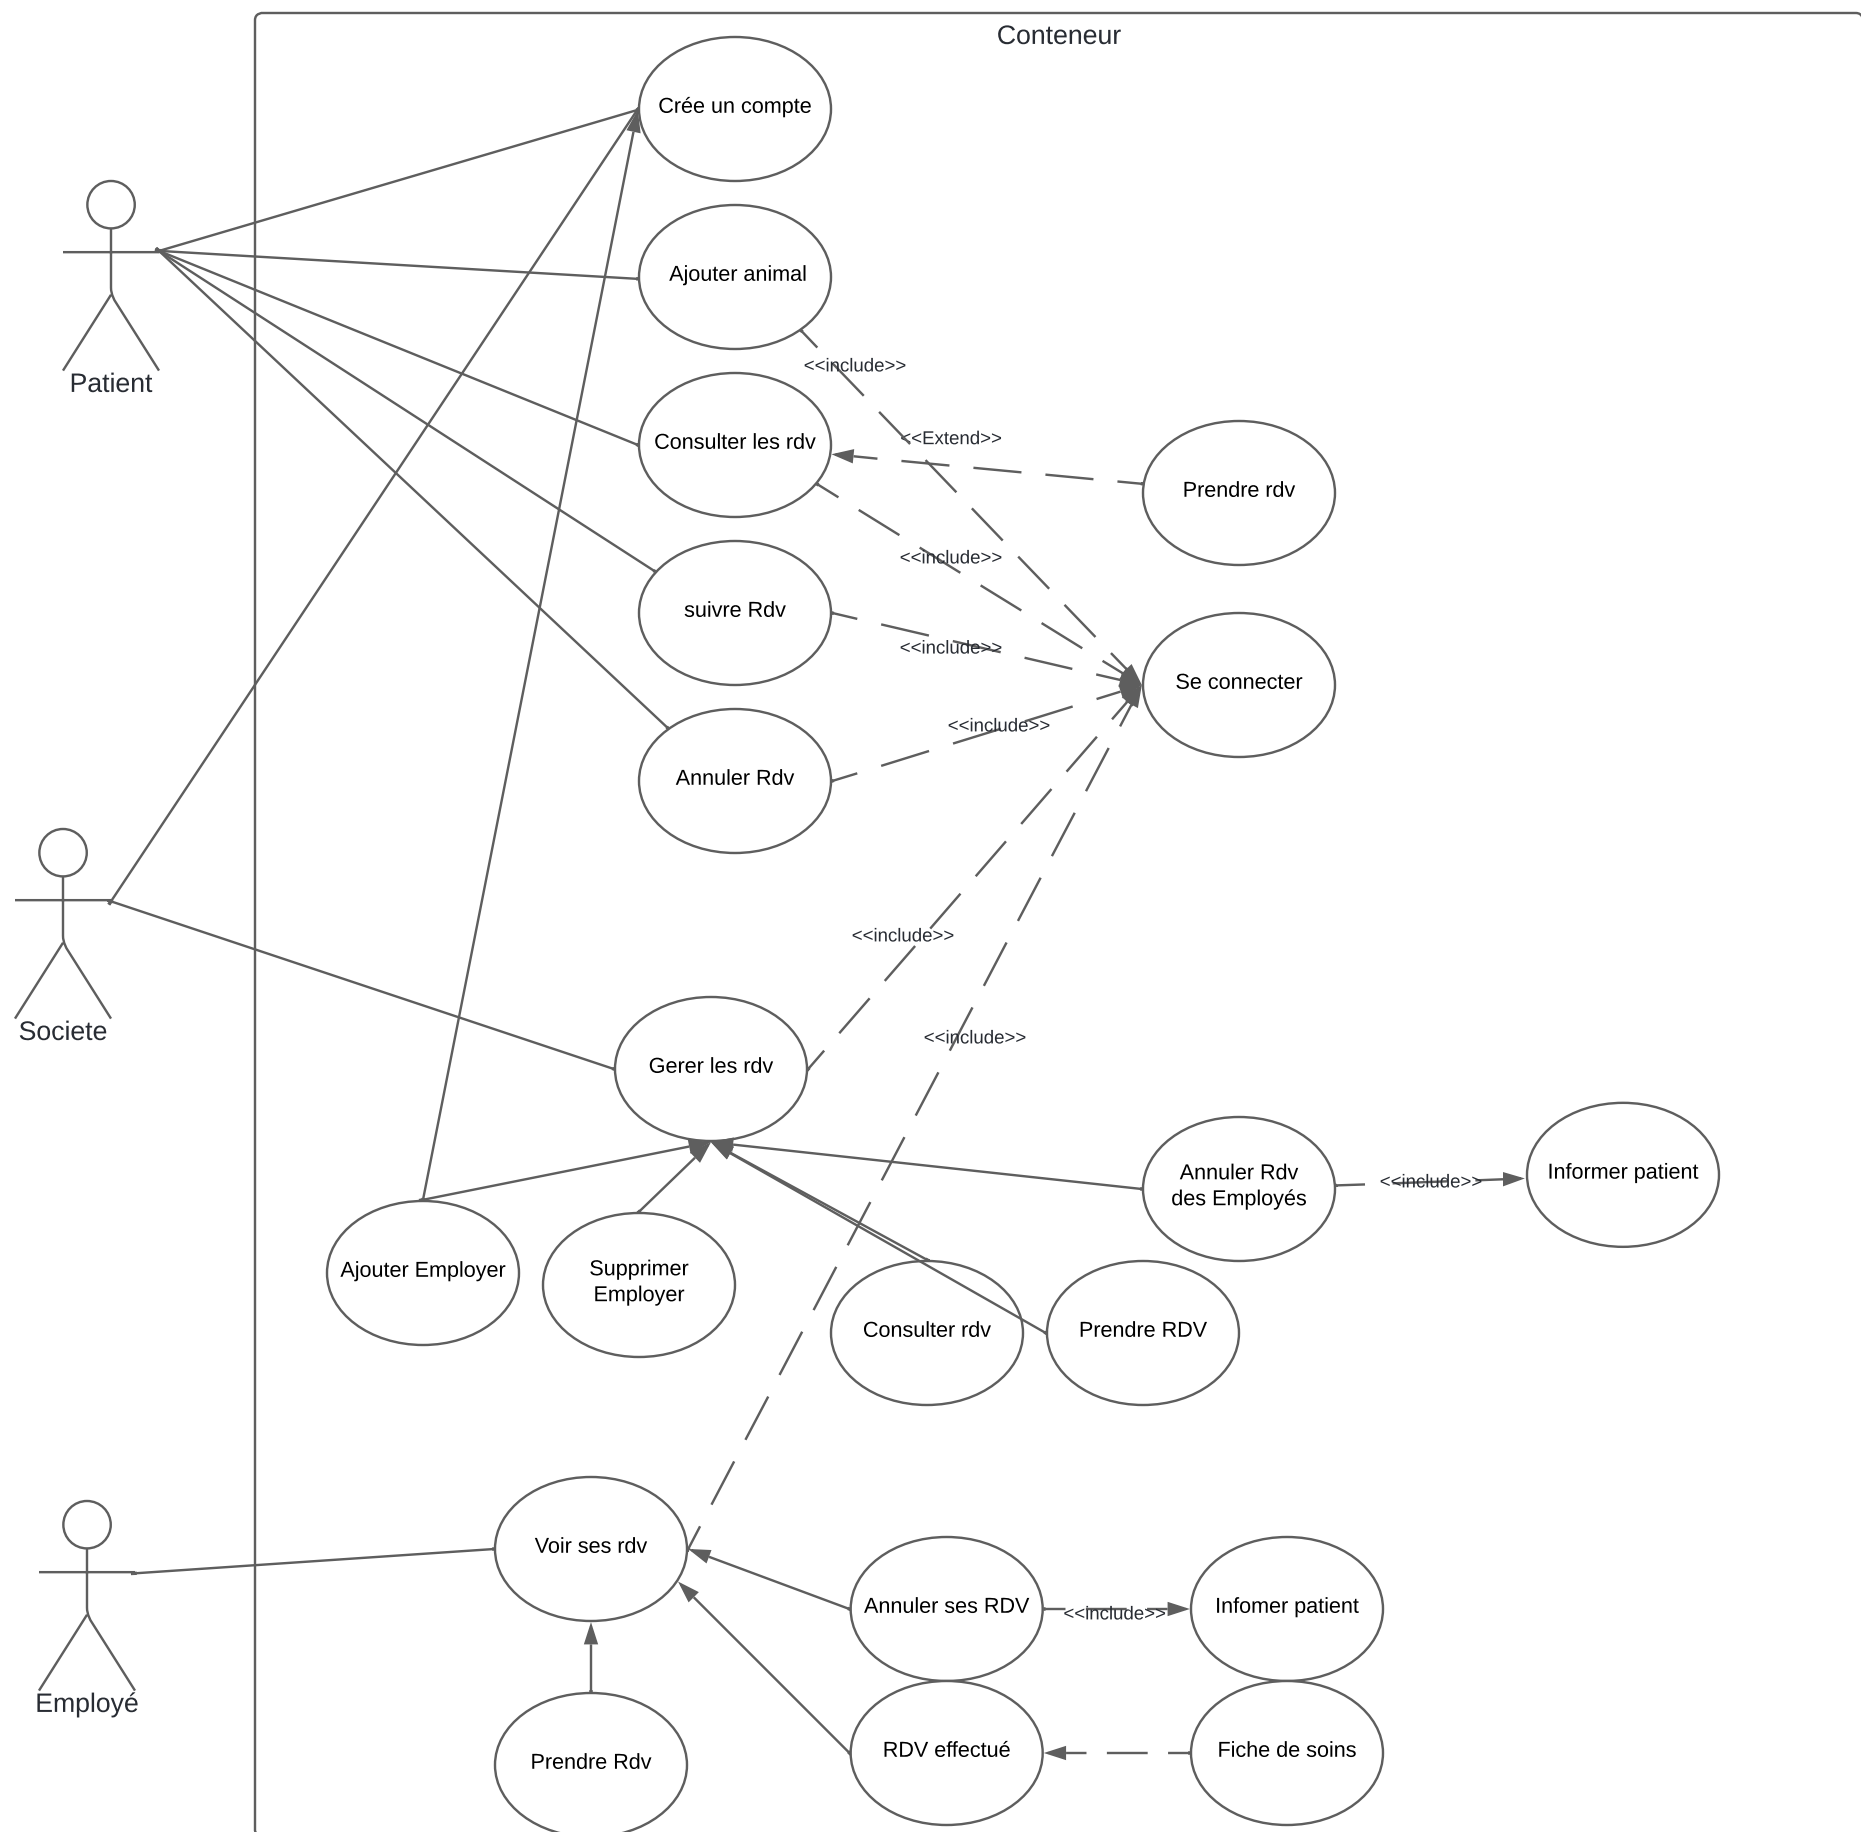 Conteneur
Crée un compte
Ajouter animal
Patient
<<include>>
Consulter les rdv
<<Extend>>
Prendre rdv
<<include>>
suivre Rdv
<<include>>
Se connecter
<<include>>
Annuler Rdv
<<include>>
Societe
<<include>>
Gerer les rdv
Annuler Rdv
des Employés
<<include>>
Informer patient
Ajouter Employer
Supprimer
Employer
Consulter rdv
Prendre RDV
Voir ses rdv
Annuler ses RDV
<<include>>
Infomer patient
Employé
Prendre Rdv
RDV effectué
Fiche de soins